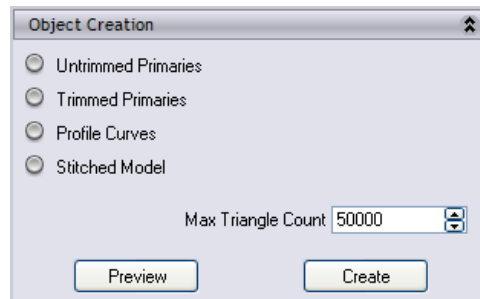 Object Creation
Untrimmed Primaries
Trimmed Primaries
Profile Curves
Stitched Model
Max Triangle Count 50000
Preview Create